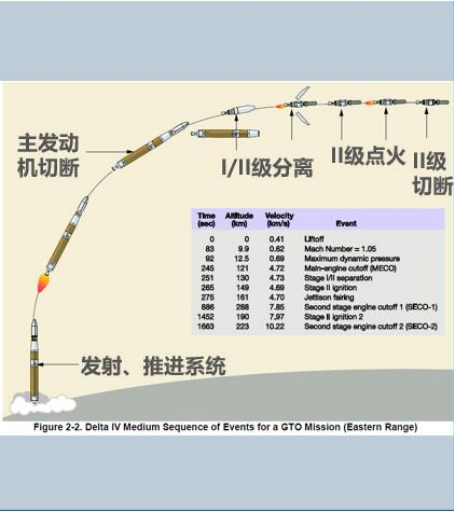 主发动
机切断
I/II级分离
II级点火
II级
切断
Time (sec) Altitude (km) Velocity (km/s) Event
0 0 0.41 Liftoff
83 9.9 0.62 Mach Number = 1.05
92 12.5 0.69 Maximum dynamic pressure
245 121 4.72 Main-engine cutoff (MECO)
251 130 4.73 Stage I/II separation
265 149 4.69 Stage II ignition
275 161 4.70 Jettison fairing
886 288 7.85 Second stage engine cutoff 1 (SECO-1)
1452 190 7.97 Stage II ignition 2
1663 223 10.22 Second stage engine cutoff 2 (SECO-2)
发射、推进系统
Figure 2-2. Delta IV Medium Sequence of Events for a GTO Mission (Eastern Range)